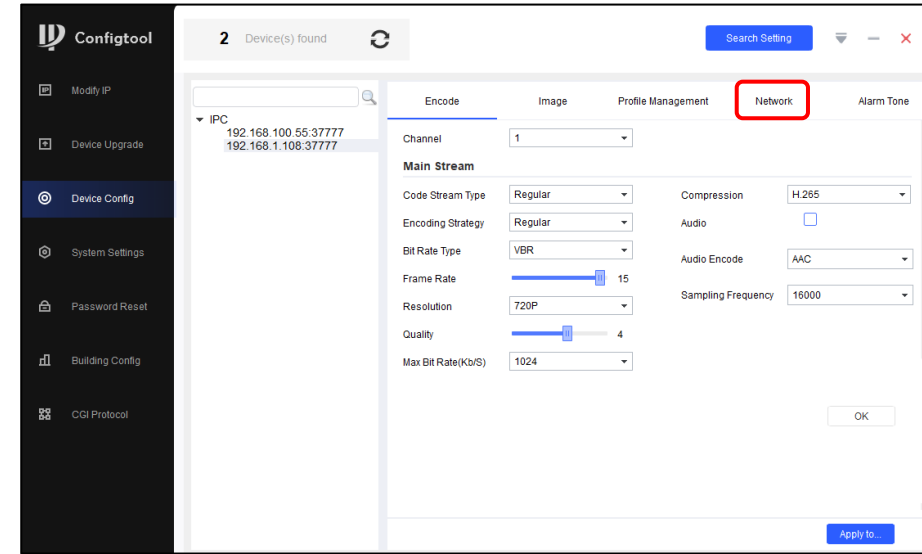 Configtool
2 Device(s) found
Search Setting
IP Modify IP
Device Upgrade
Device Config
System Settings
Password Reset
Building Config
CGI Protocol
IPC
192.168.100.55:37777
192.168.1.108:37777
Encode Image Profile Management Network Alarm Tone
Channel 1
Main Stream
Code Stream Type Regular Compression H.265
Encoding Strategy Regular Audio
Bit Rate Type VBR Audio Encode AAC
Frame Rate 15
Sampling Frequency 16000
Resolution 720P
Quality 4
Max Bit Rate(Kb/S) 1024
OK
Apply to...